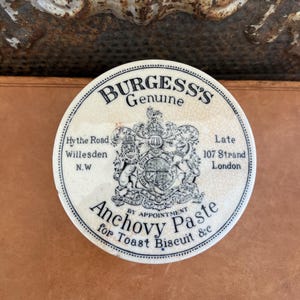 BURGESS'S
Genuine
Hythe Road
Willesden
N.W
Late
107 Strand
London
BY APPOINTMENT
Anchovy Paste
for Toast Biscuit &c